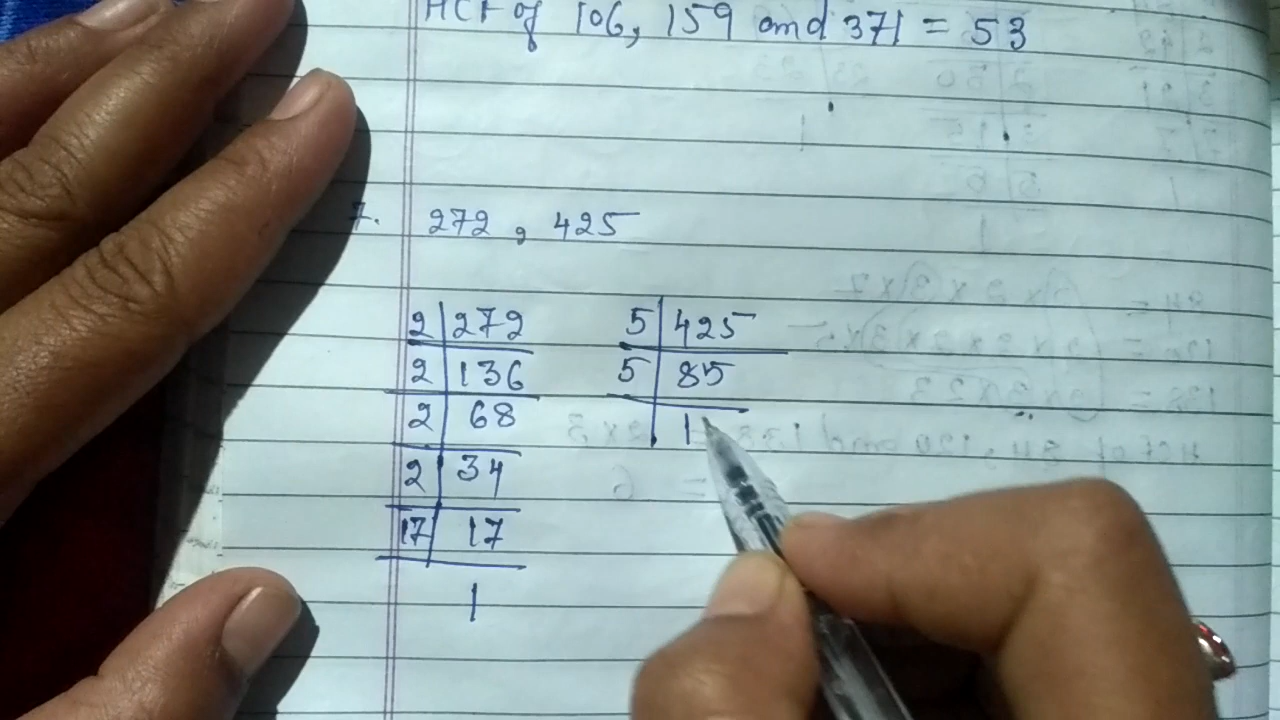 HCF of 106, 159 and 371 = 53
7. 272, 425
2 272 5 425
2 136 5 85
2 68 1
2 34
17 17
1